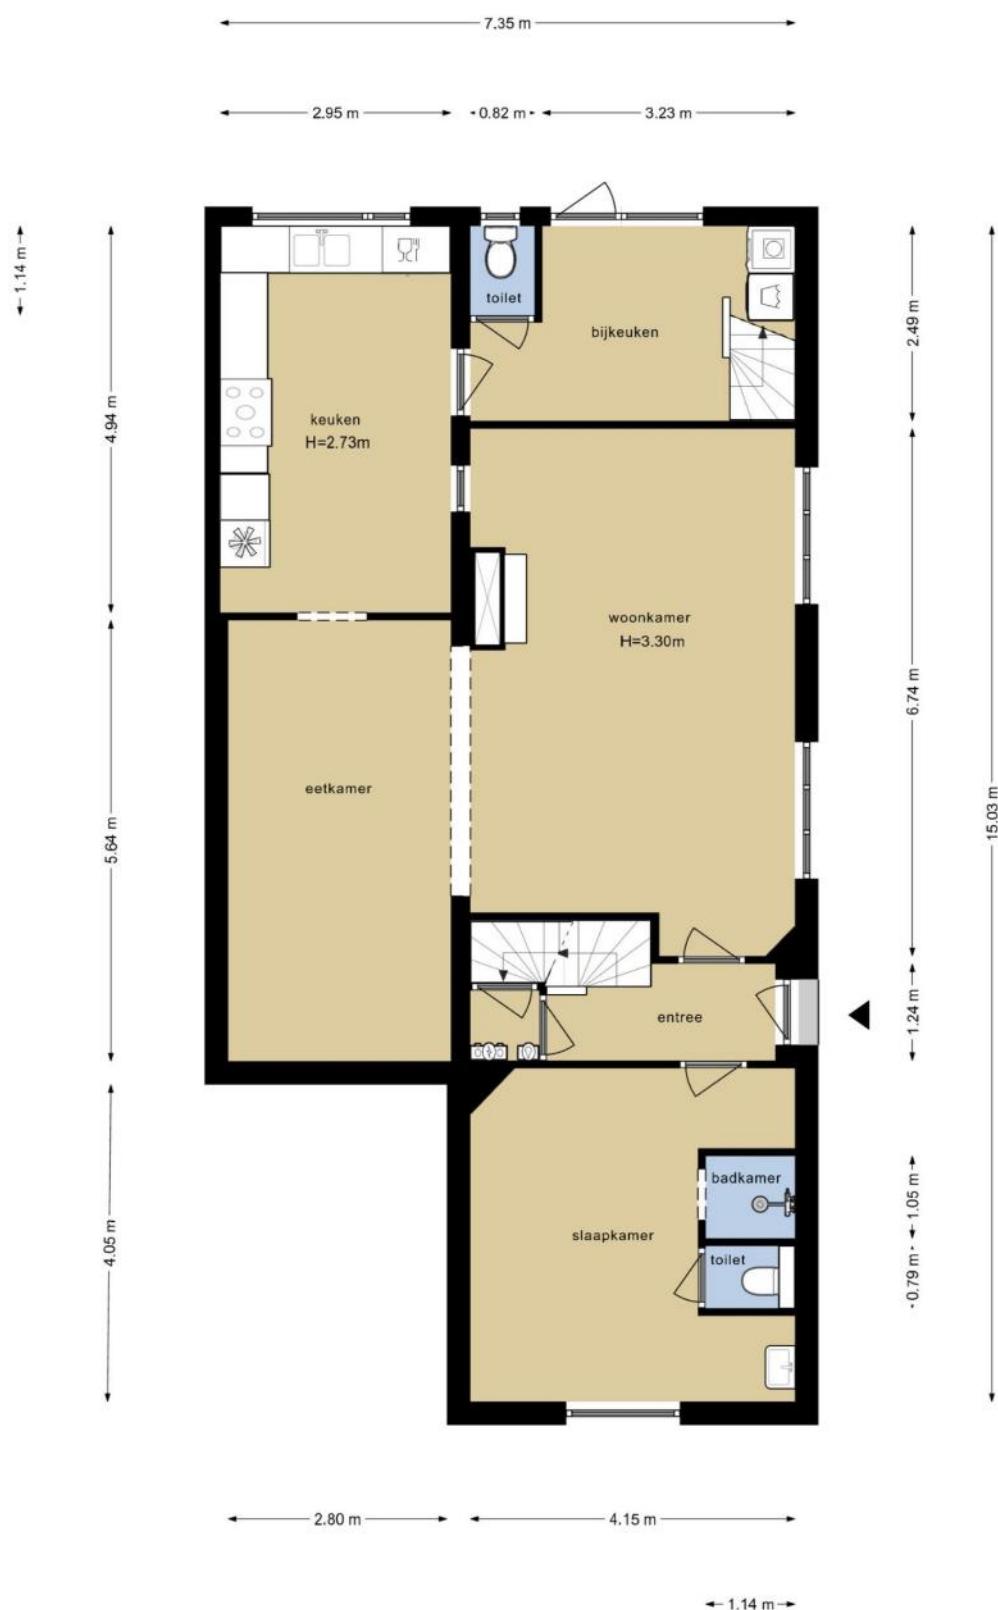 7.35 m
2.95 m
0.82 m
3.23 m
1.14 m
toilet
bijkeuken
2.49 m
4.94 m
keuken
H=2.73m
woonkamer
H=3.30m
6.74 m
eetkamer
5.64 m
15.03 m
entree
1.24 m
badkamer
1.05 m
slaapkamer
4.05 m
toilet
0.79 m
2.80 m
4.15 m
1.14 m